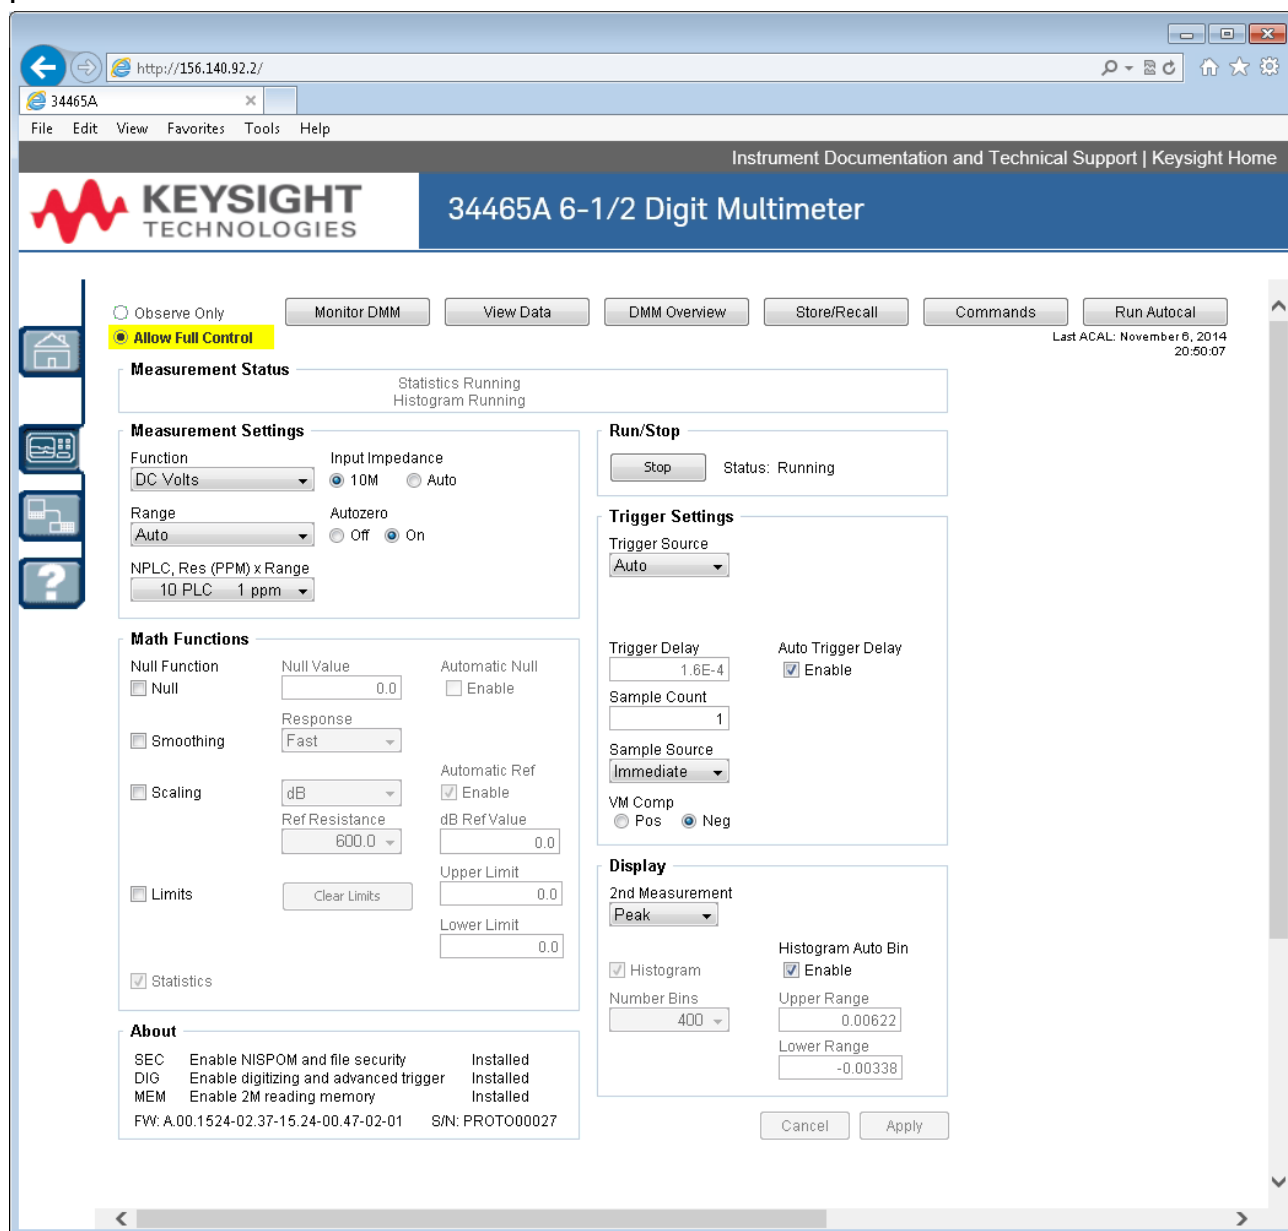 http://156.140.92.2/
34465A
File Edit View Favorites Tools Help
Instrument Documentation and Technical Support | Keysight Home
KEYSIGHT
TECHNOLOGIES
34465A 6-1/2 Digit Multimeter
Observe Only
Allow Full Control
Monitor DMM
View Data
DMM Overview
Store/Recall
Commands
Run Autocal
Last ACAL: November 6, 2014
20:50:07
Measurement Status
Statistics Running
Histogram Running
Measurement Settings
Function
DC Volts
Input Impedance
10M Auto
Range
Auto
Autozero
Off On
NPLC, Res (PPM) x Range
10 PLC 1 ppm
Run/Stop
Stop
Status: Running
Trigger Settings
Trigger Source
Auto
Trigger Delay
1.6E-4
Auto Trigger Delay
Enable
Sample Count
1
Sample Source
Immediate
VM Comp
Pos Neg
Math Functions
Null Function
Null
Null Value
0.0
Automatic Null
Enable
Smoothing
Response
Fast
Scaling
dB
Automatic Ref
Enable
Ref Resistance
600.0
dB Ref Value
0.0
Limits
Clear Limits
Upper Limit
0.0
Lower Limit
0.0
Statistics
Display
2nd Measurement
Peak
Histogram
Histogram Auto Bin
Enable
Number Bins
400
Upper Range
0.00622
Lower Range
-0.00338
About
SEC Enable NISPOM and file security Installed
DIG Enable digitizing and advanced trigger Installed
MEM Enable 2M reading memory Installed
FW: A.00.1524-02.37-15.24-00.47-02-01 S/N: PROTO00027
Cancel
Apply